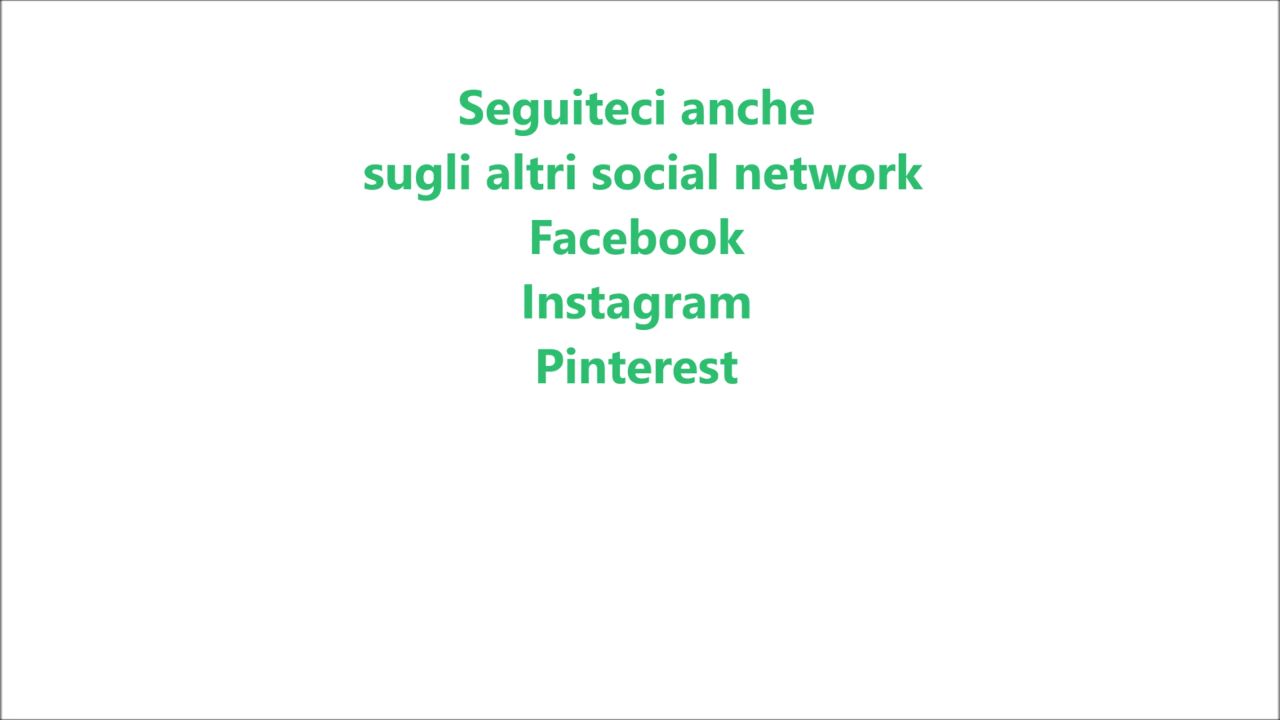 Seguiteci anche
sugli altri social network
Facebook
Instagram
Pinterest